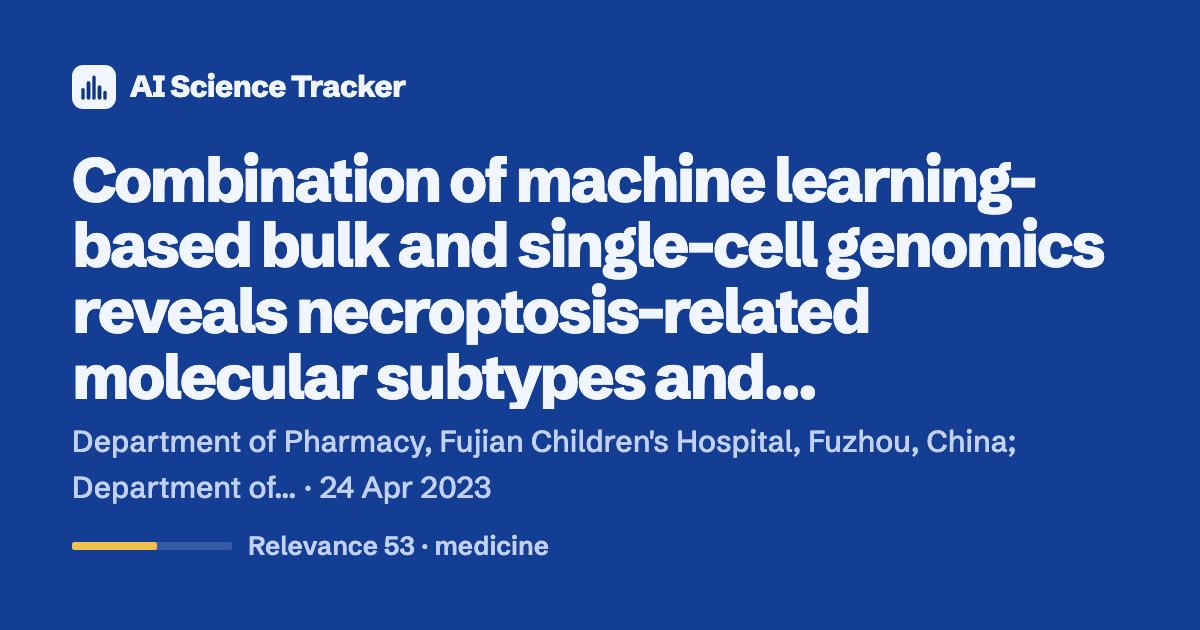 AI Science Tracker
Combination of machine learning-
based bulk and single-cell genomics
reveals necroptosis-related
molecular subtypes and...
Department of Pharmacy, Fujian Children's Hospital, Fuzhou, China;
Department of... · 24 Apr 2023
Relevance 53 · medicine